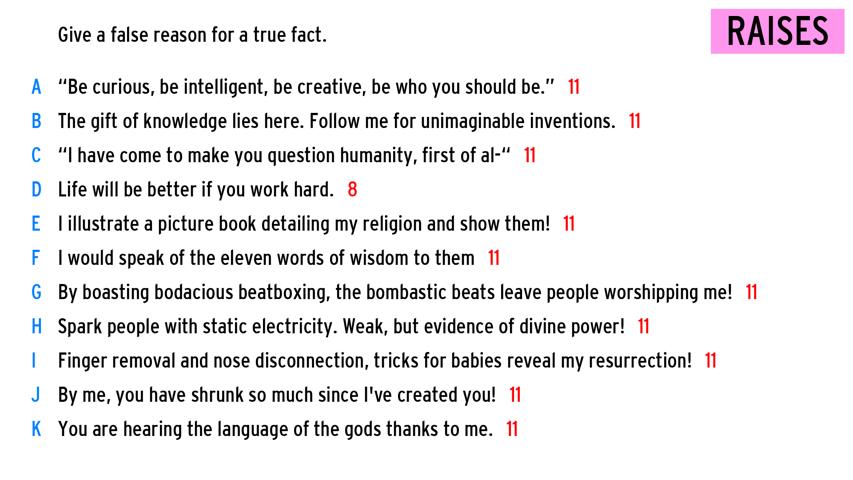 Give a false reason for a true fact.
RAISES
A “Be curious, be intelligent, be creative, be who you should be.” 11
B The gift of knowledge lies here. Follow me for unimaginable inventions. 11
C “I have come to make you question humanity, first of al-“ 11
D Life will be better if you work hard. 8
E I illustrate a picture book detailing my religion and show them! 11
F I would speak of the eleven words of wisdom to them 11
G By boasting bodacious beatboxing, the bombastic beats leave people worshipping me! 11
H Spark people with static electricity. Weak, but evidence of divine power! 11
I Finger removal and nose disconnection, tricks for babies reveal my resurrection! 11
J By me, you have shrunk so much since I've created you! 11
K You are hearing the language of the gods thanks to me. 11